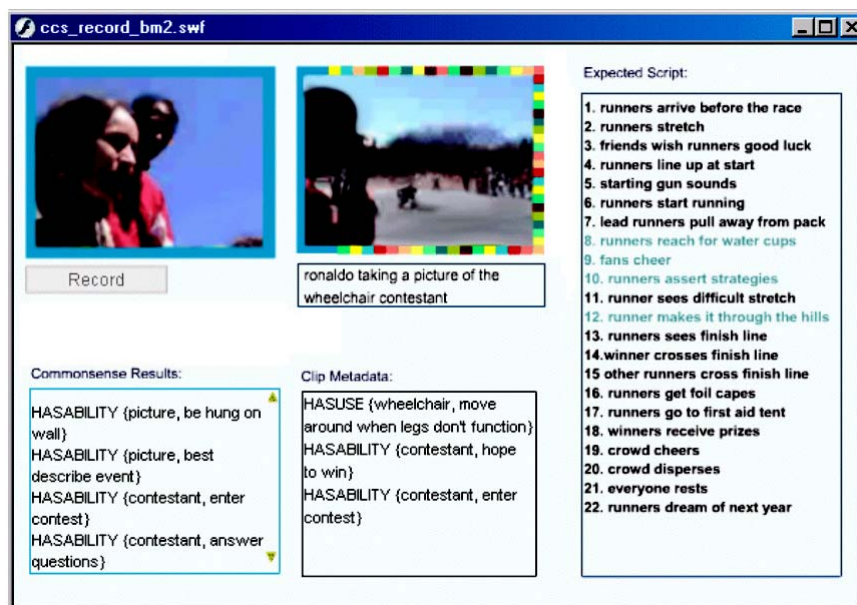 ccs_record_bm2.swf
Record
ronaldo taking a picture of the
wheelchair contestant
Commonsense Results:
HASABILITY {picture, be hung on
wall}
HASABILITY {picture, best
describe event}
HASABILITY {contestant, enter
contest}
HASABILITY {contestant, answer
questions}
Clip Metadata:
HASUSE {wheelchair, move
around when legs don't function}
HASABILITY {contestant, hope
to win}
HASABILITY {contestant, enter
contest}
Expected Script:
1. runners arrive before the race
2. runners stretch
3. friends wish runners good luck
4. runners line up at start
5. starting gun sounds
6. runners start running
7. lead runners pull away from pack
8. runners reach for water cups
9. fans cheer
10. runners assert strategies
11. runner sees difficult stretch
12. runner makes it through the hills
13. runners sees finish line
14.winner crosses finish line
15 other runners cross finish line
16. runners get foil capes
17. runners go to first aid tent
18. winners receive prizes
19. crowd cheers
20. crowd disperses
21. everyone rests
22. runners dream of next year